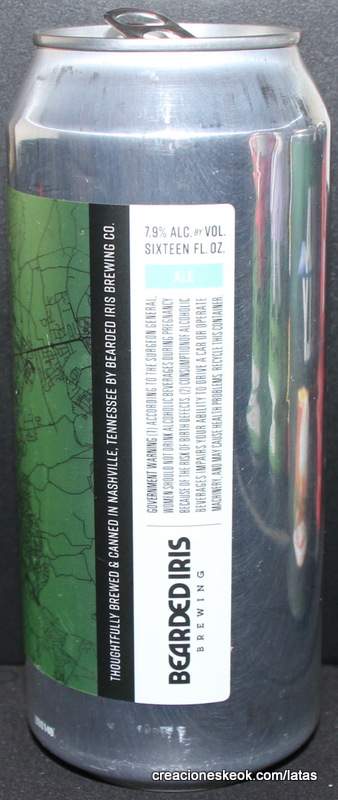 7.9% ALC. BY VOL.
SIXTEEN FL. OZ.
ALE
THOUGHTFULLY BREWED & CANNED IN NASHVILLE, TENNESSEE BY BEARDED IRIS BREWING CO.
GOVERNMENT WARNING (1) ACCORDING TO THE SURGEON GENERAL,
WOMEN SHOULD NOT DRINK ALCOHOLIC BEVERAGES DURING PREGNANCY
BECAUSE OF THE RISK OF BIRTH DEFECTS. (2) CONSUMPTION OF ALCOHOLIC
BEVERAGES IMPAIRS YOUR ABILITY TO DRIVE A CAR OR OPERATE
MACHINERY, AND MAY CAUSE HEALTH PROBLEMS. RECYCLE THIS CONTAINER.
BEARDED IRIS
BREWING
creacioneskeok.com/latas